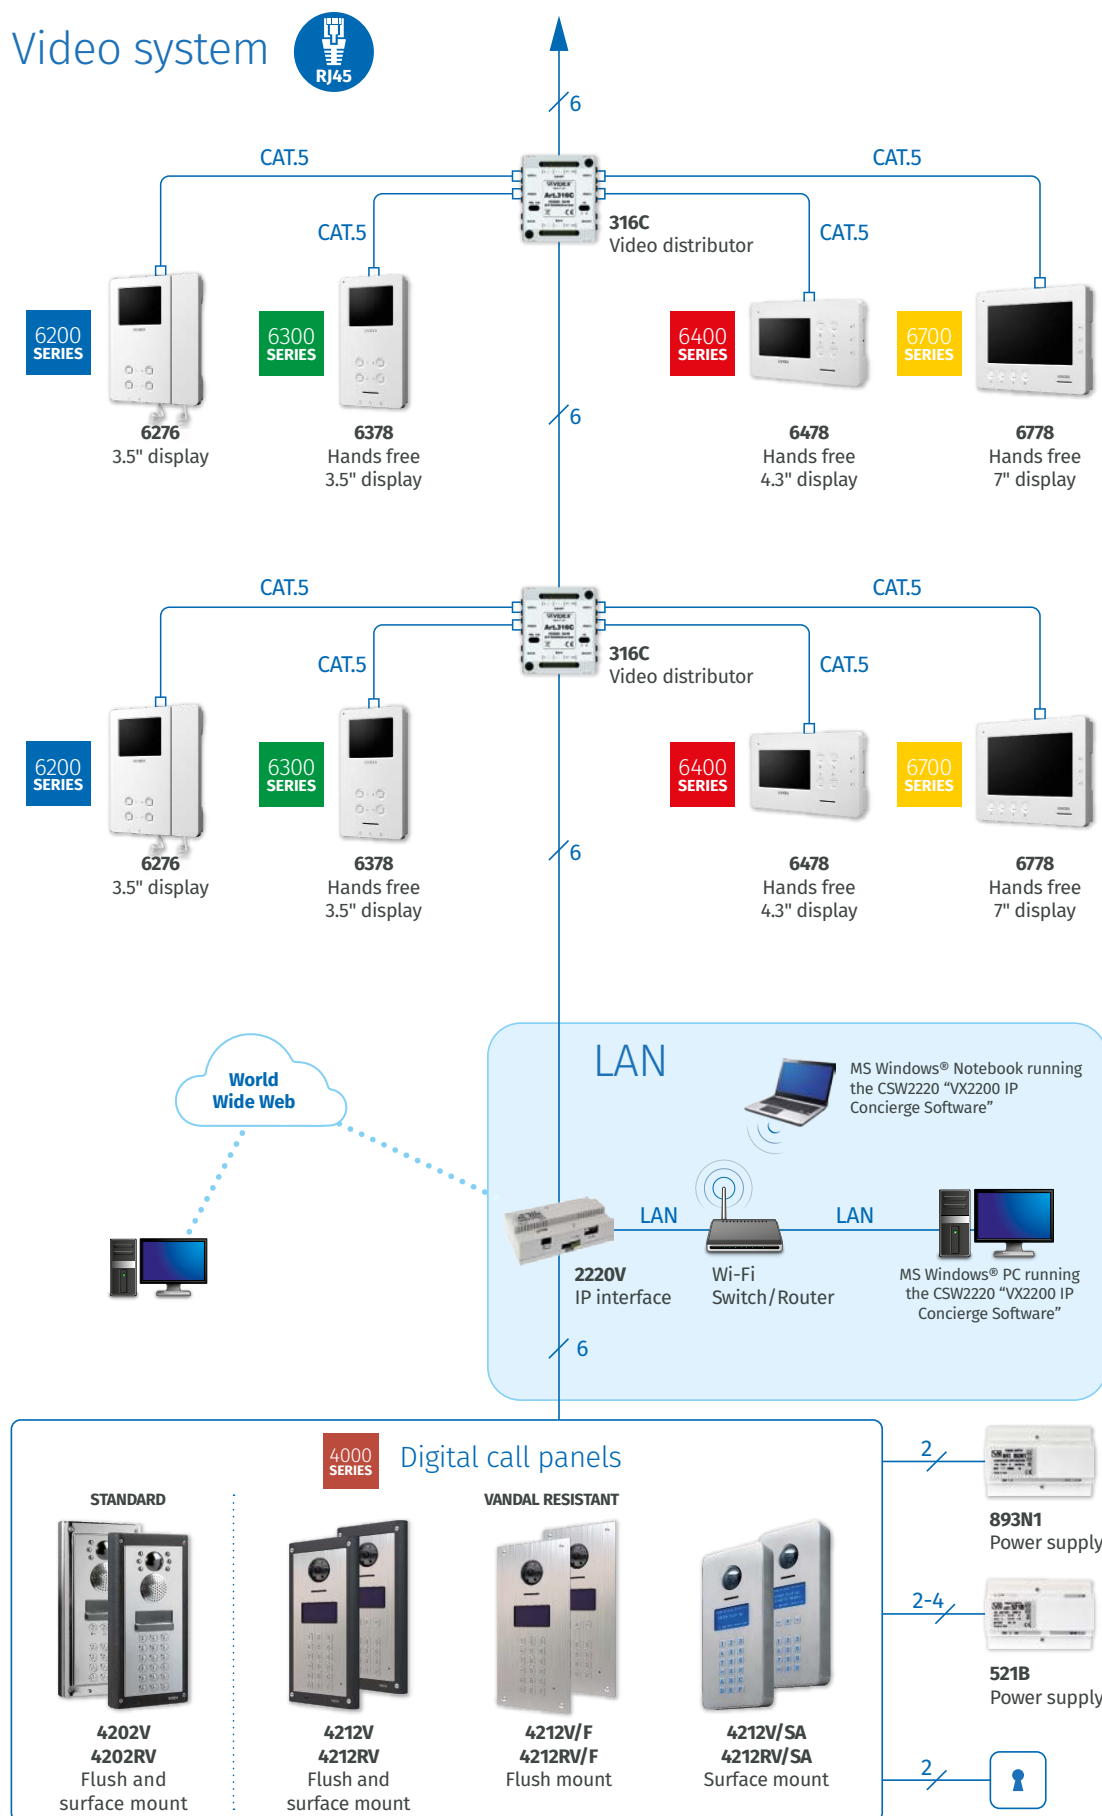 Video system
RJ45
6
CAT.5
CAT.5
VIDEX
Art.316C
316C
Video distributor
CAT.5
CAT.5
6200
SERIES
6300
SERIES
6400
SERIES
6700
SERIES
6276
3.5" display
6378
Hands free
3.5" display
6
6478
Hands free
4.3" display
6778
Hands free
7" display
CAT.5
CAT.5
VIDEX
Art.316C
316C
Video distributor
CAT.5
CAT.5
6200
SERIES
6300
SERIES
6400
SERIES
6700
SERIES
6276
3.5" display
6378
Hands free
3.5" display
6
6478
Hands free
4.3" display
6778
Hands free
7" display
World
Wide Web
LAN
MS Windows® Notebook running
the CSW2220 “VX2200 IP
Concierge Software”
LAN
LAN
2220V
IP interface
Wi-Fi
Switch/Router
MS Windows® PC running
the CSW2220 “VX2200 IP
Concierge Software”
6
4000
SERIES
Digital call panels
STANDARD
VANDAL RESISTANT
2
893N1
Power supply
2-4
521B
Power supply
4202V
4202RV
Flush and
surface mount
4212V
4212RV
Flush and
surface mount
4212V/F
4212RV/F
Flush mount
4212V/SA
4212RV/SA
Surface mount
2